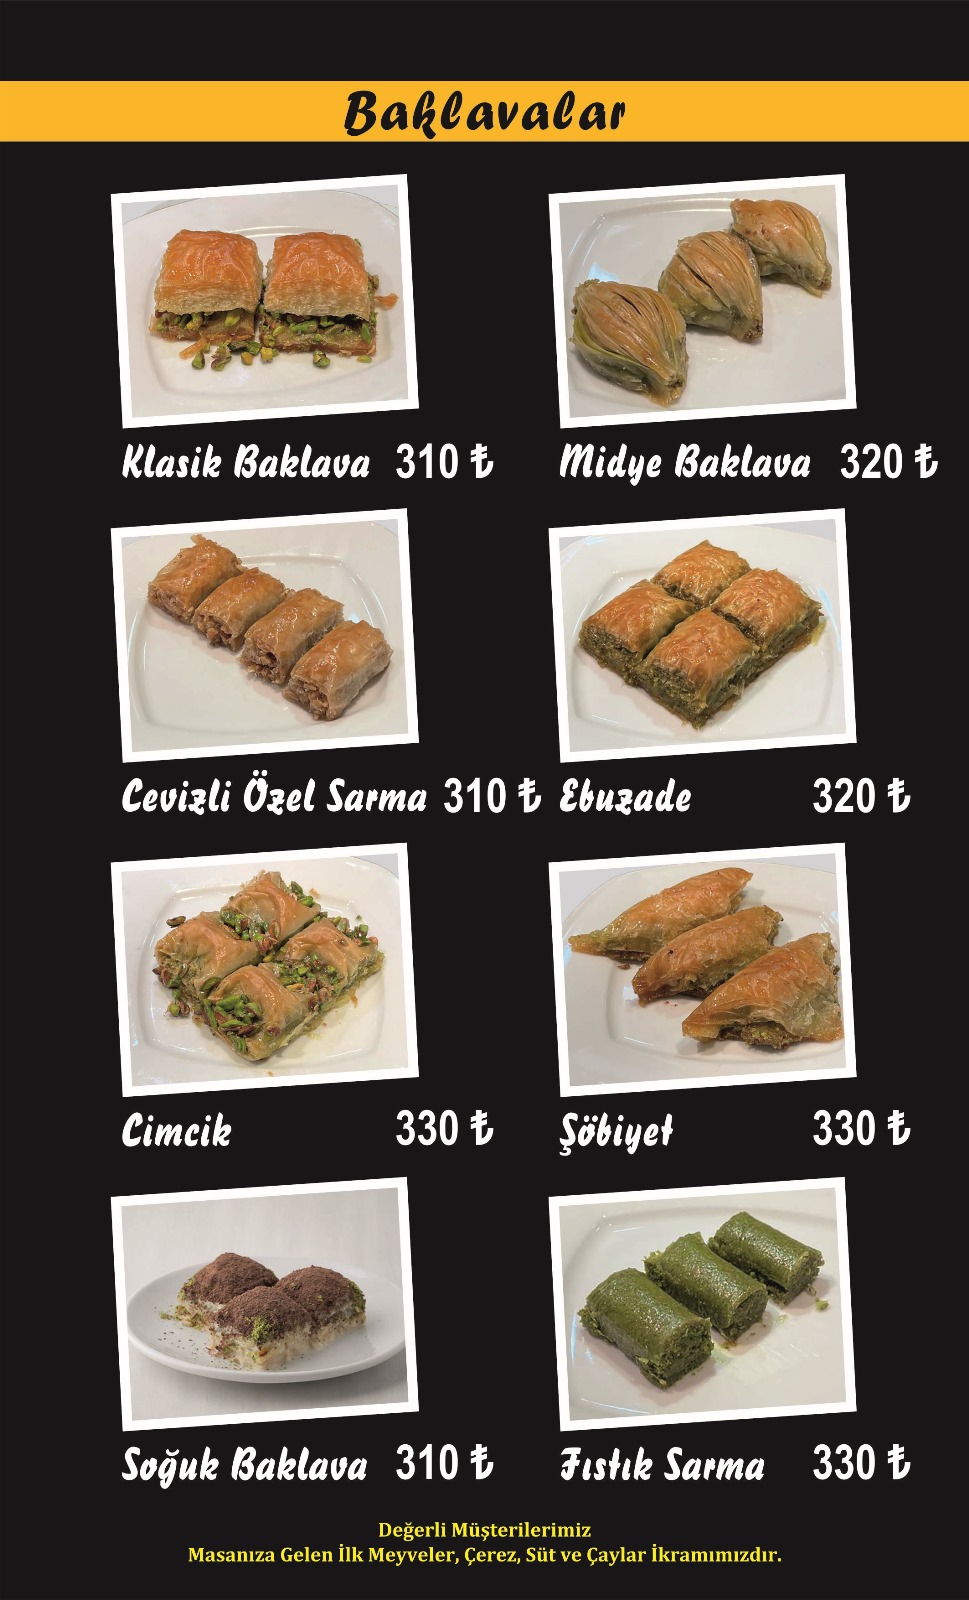 Baklavalar
Klasik Baklava 310 ₺
Midye Baklava 320 ₺
Cevizli Özel Sarma 310 ₺
Ebuzade 320 ₺
Cimcik 330 ₺
Şöbiyet 330 ₺
Soğuk Baklava 310 ₺
Fıstık Sarma 330 ₺
Değerli Müşterilerimiz
Masanıza Gelen İlk Meyveler, Çerez, Süt ve Çaylar İkramımızdır.